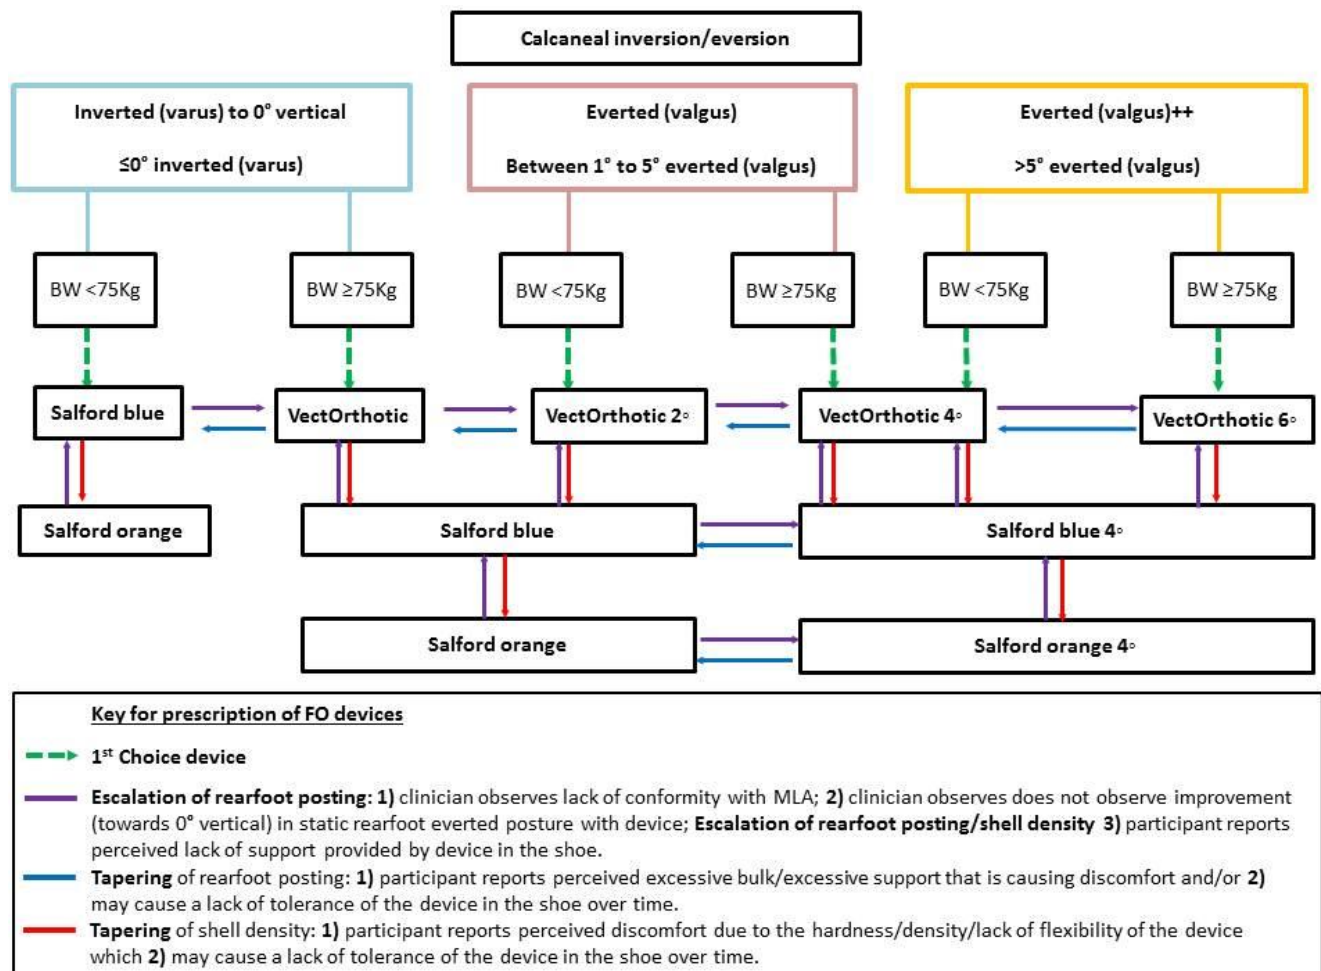 Calcaneal inversion/eversion
Inverted (varus) to 0° vertical
≤0° inverted (varus)
Everted (valgus)
Between 1° to 5° everted (valgus)
Everted (valgus)++
>5° everted (valgus)
BW <75Kg
BW ≥75Kg
BW <75Kg
BW ≥75Kg
BW <75Kg
BW ≥75Kg
Salford blue
VectOrthotic
VectOrthotic 2◦
VectOrthotic 4◦
VectOrthotic 6◦
Salford orange
Salford blue
Salford blue 4◦
Salford orange
Salford orange 4◦
Key for prescription of FO devices
1st Choice device
Escalation of rearfoot posting: 1) clinician observes lack of conformity with MLA; 2) clinician observes does not observe improvement
(towards 0° vertical) in static rearfoot everted posture with device; Escalation of rearfoot posting/shell density 3) participant reports
perceived lack of support provided by device in the shoe.
Tapering of rearfoot posting: 1) participant reports perceived excessive bulk/excessive support that is causing discomfort and/or 2)
may cause a lack of tolerance of the device in the shoe over time.
Tapering of shell density: 1) participant reports perceived discomfort due to the hardness/density/lack of flexibility of the device
which 2) may cause a lack of tolerance of the device in the shoe over time.